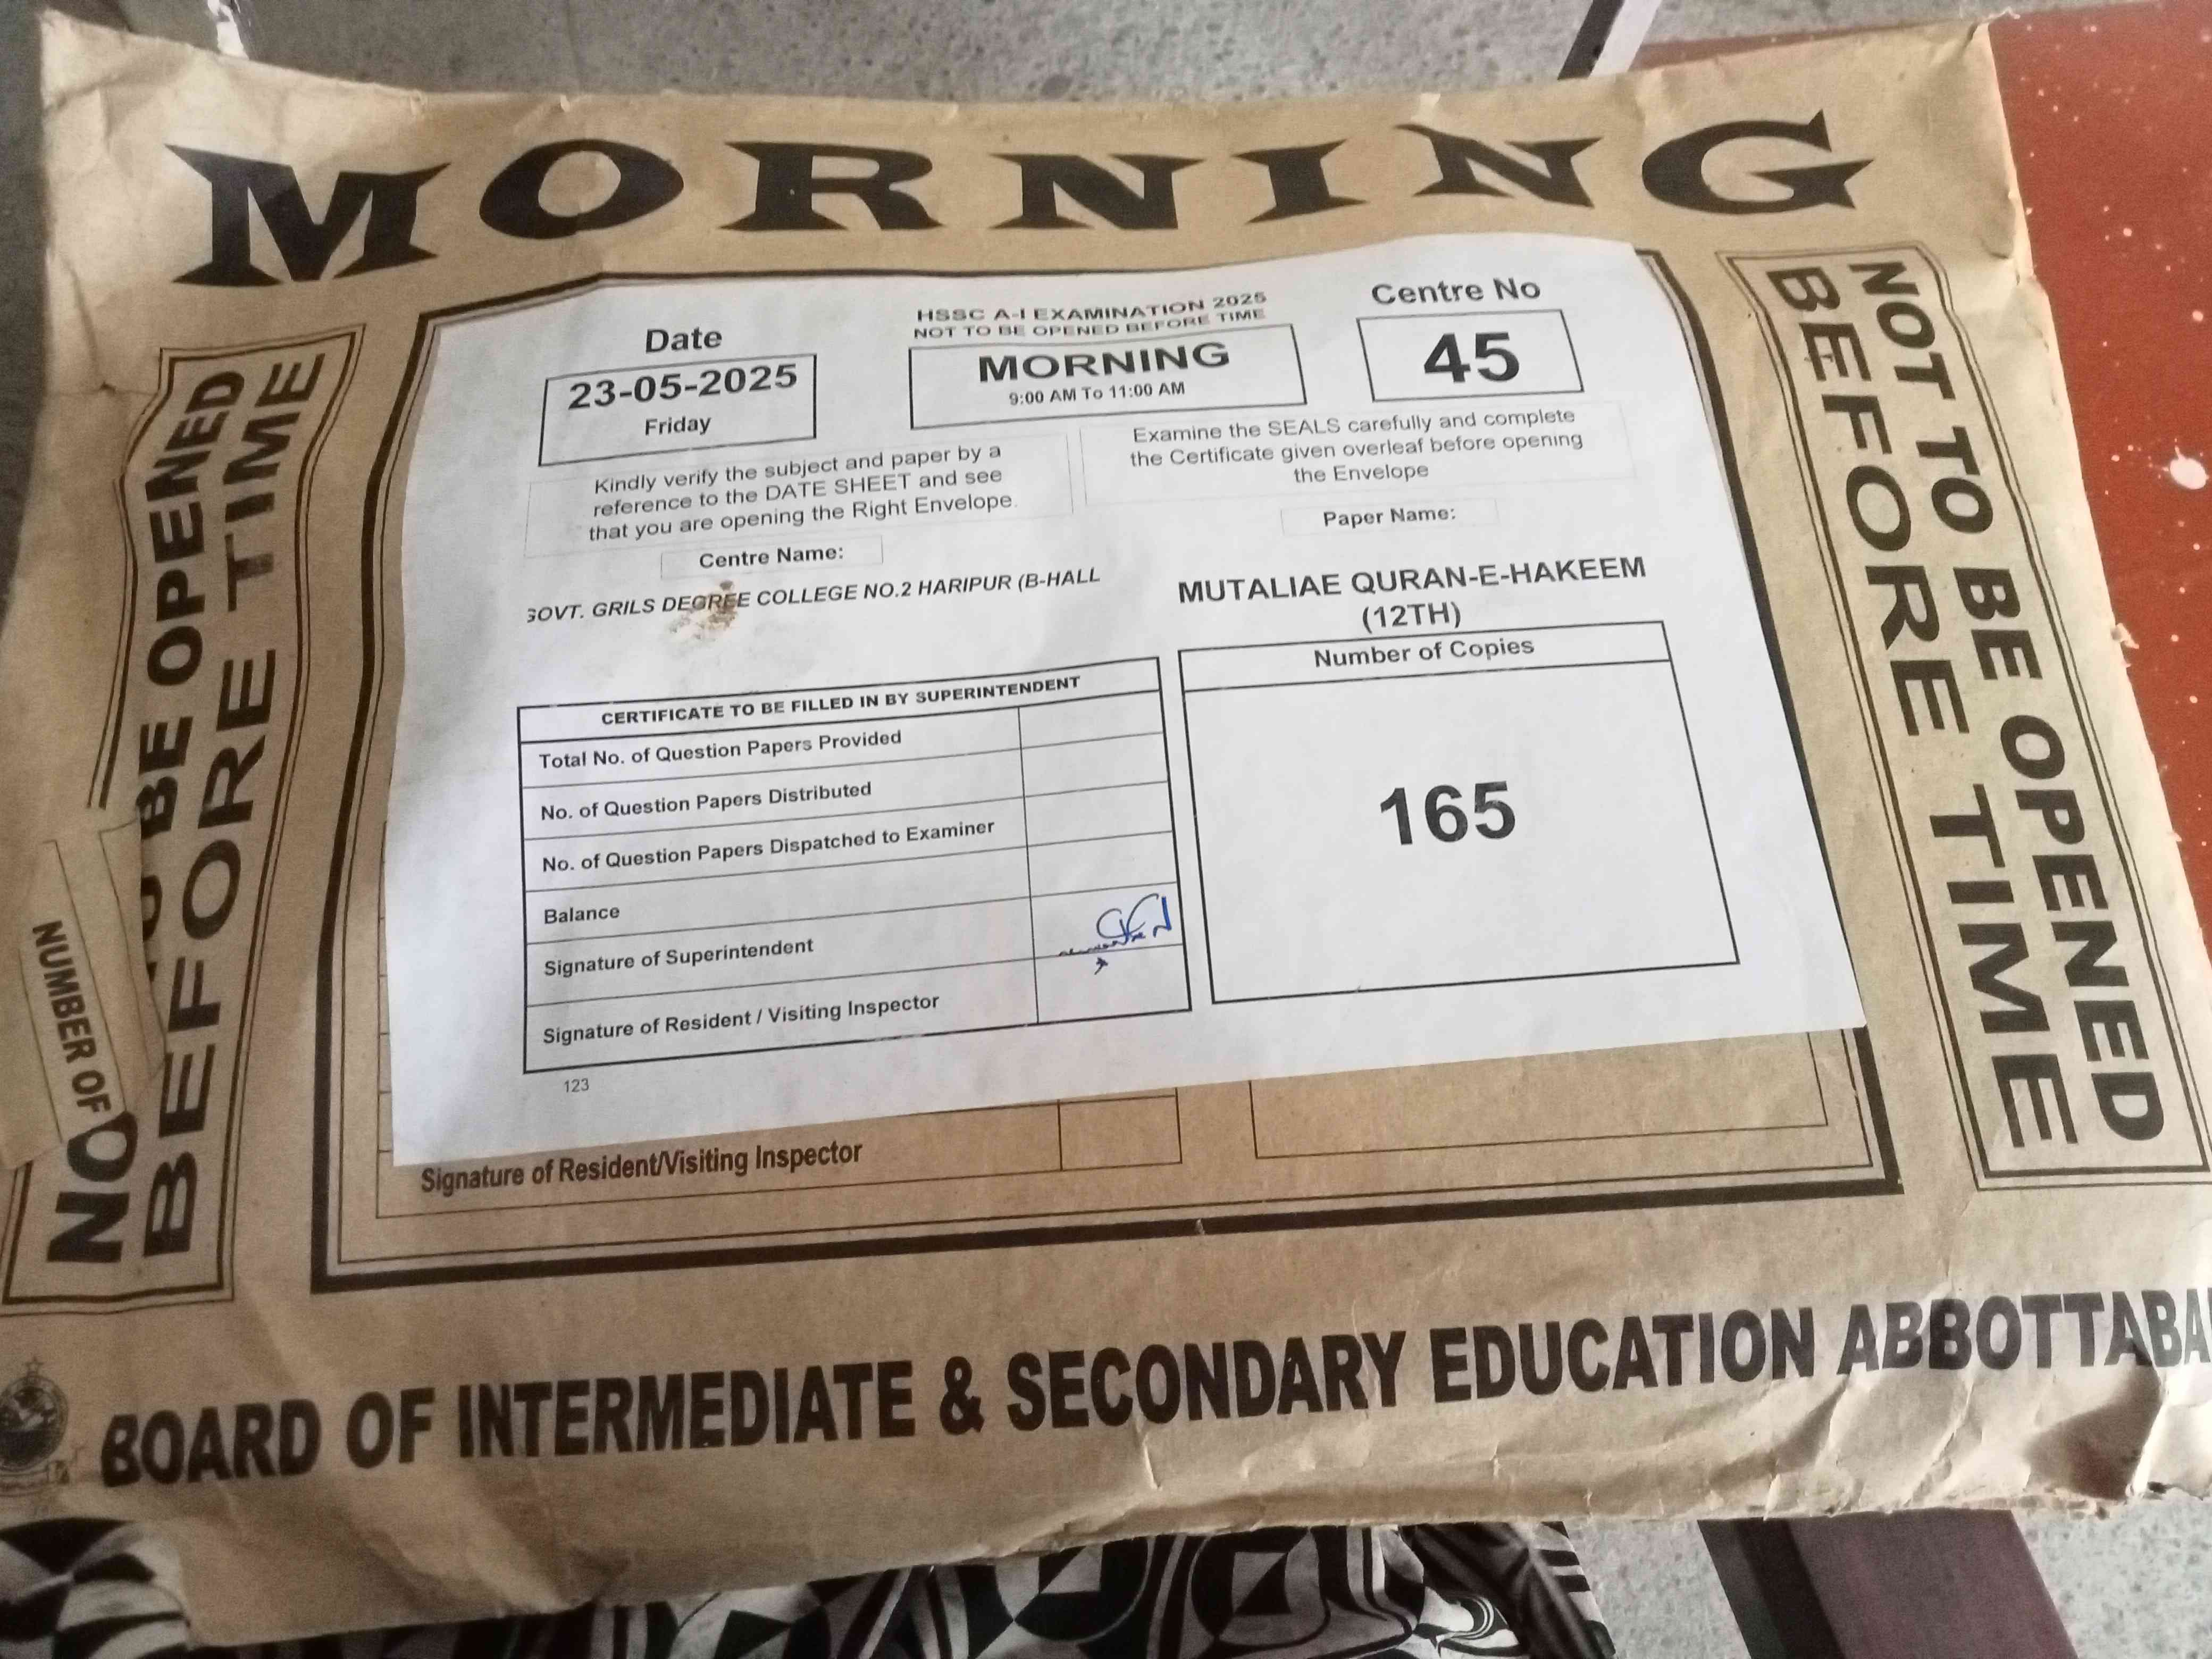 MORNING
Date
23-05-2025
Friday
HSSC A-I EXAMINATION 2025
NOT TO BE OPENED BEFORE TIME
MORNING
9:00 AM To 11:00 AM
Centre No
45
Kindly verify the subject and paper by a
reference to the DATE SHEET and see
that you are opening the Right Envelope.
Examine the SEALS carefully and complete
the Certificate given overleaf before opening
the Envelope
Centre Name:
GOVT. GRILS DEGREE COLLEGE NO.2 HARIPUR (B-HALL
Paper Name:
MUTALIAE QURAN-E-HAKEEM
(12TH)
CERTIFICATE TO BE FILLED IN BY SUPERINTENDENT
Total No. of Question Papers Provided
No. of Question Papers Distributed
No. of Question Papers Dispatched to Examiner
Balance
Signature of Superintendent
Signature of Resident / Visiting Inspector
Number of Copies
165
123
Signature of Resident/Visiting Inspector
NO BE OPENED
BEFORE TIME
NUMBER OF
NOT TO BE OPENED
BEFORE TIME
BOARD OF INTERMEDIATE & SECONDARY EDUCATION ABBOTTABA